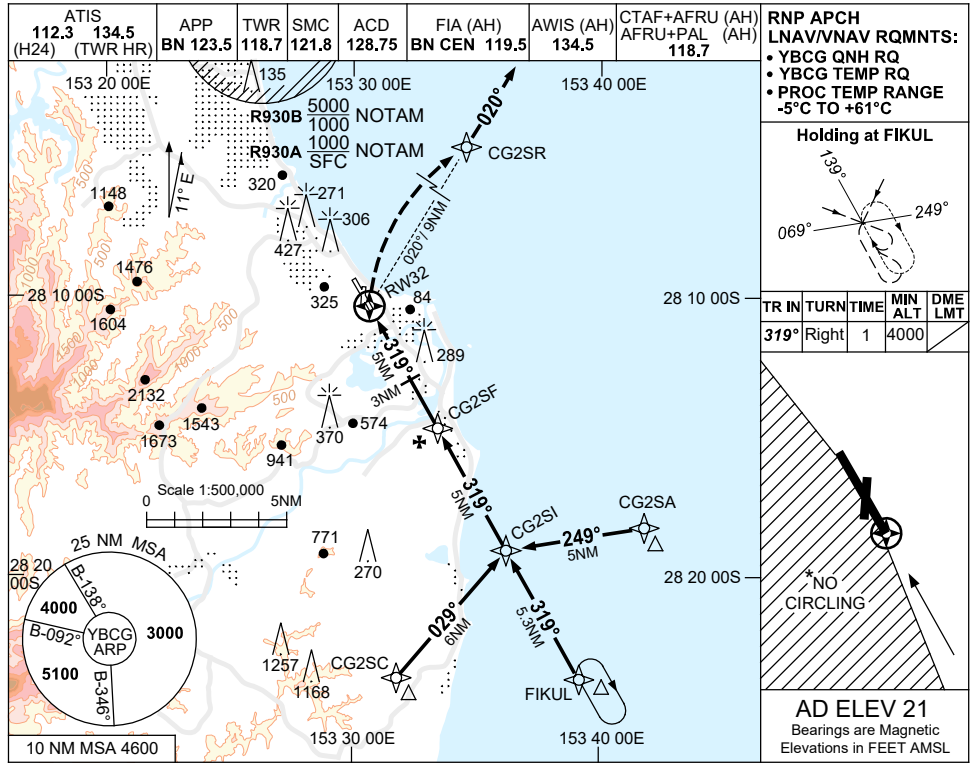 ATIS
112.3 134.5
(H24) (TWR HR)
APP
BN 123.5
TWR
118.7
SMC
121.8
ACD
128.75
FIA (AH)
BN CEN 119.5
AWIS (AH)
134.5
CTAF+AFRU (AH)
AFRU+PAL (AH)
118.7
RNP APCH
LNAV/VNAV RQMNTS:
• YBCG QNH RQ
• YBCG TEMP RQ
• PROC TEMP RANGE
-5°C TO +61°C
153 20 00E
135
153 30 00E
153 40 00E
R930B 5000 NOTAM
1000
R930A 1000 NOTAM
SFC
020°
CG2SR
11° E
500
500
1148
320
271
306
427
020°/ 9NM
1000
500
1476
325
RW32
84
28 10 00S
28 10 00S
1604
500
1000
1500
289
319°
5NM
3NM
2132
1543
500
CG2SF
370
574
1673
941
319°
5NM
Scale 1:500,000
0 5NM
CG2SI
CG2SA
249°
5NM
771
270
25 NM MSA
28 20
00S
28 20 00S
B-138°
4000
3000
B-092°
YBCG
ARP
5100
B-346°
029°
6NM
319°
5.3NM
1257
CG2SC
1168
FIKUL
153 30 00E
153 40 00E
10 NM MSA 4600
Holding at FIKUL
139°
249°
069°
TR IN TURN TIME MIN ALT DME LMT
319° Right 1 4000
*NO
CIRCLING
AD ELEV 21
Bearings are Magnetic
Elevations in FEET AMSL